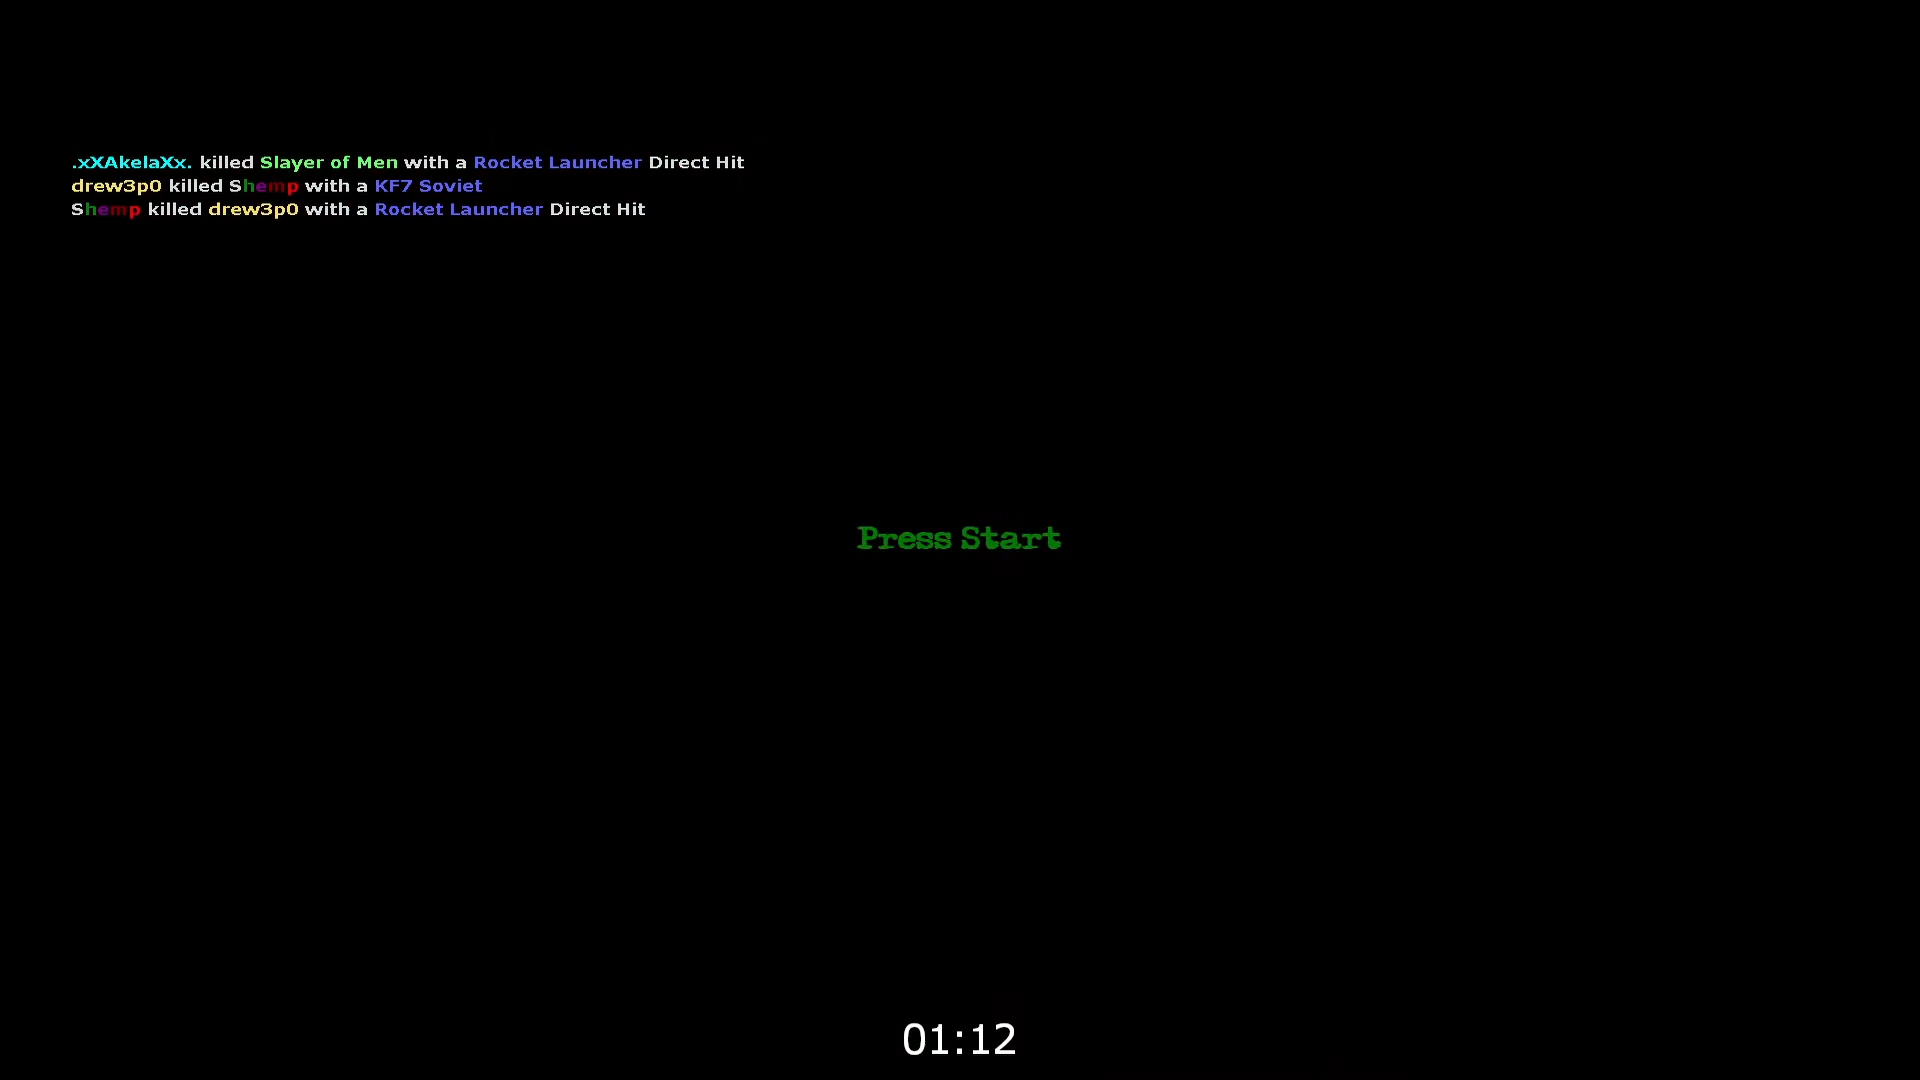 .xXAkelaXx. killed Slayer of Men with a Rocket Launcher Direct Hit
drew3p0 killed Shemp with a KF7 Soviet
Shemp killed drew3p0 with a Rocket Launcher Direct Hit
Press Start
01:12